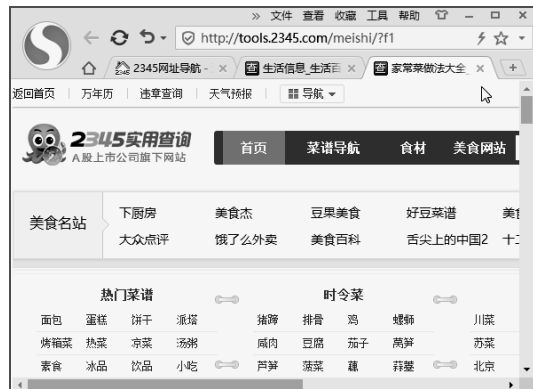 » 文件 查看 收藏 工具 帮助
http://tools.2345.com/meishi/?f1
2345网址导航 - 生活信息_生活百 家常菜做法大全_
返回首页 万年历 违章查询 天气预报 导航
2345实用查询 首页 菜谱导航 食材 美食网站
A股上市公司旗下网站
美食名站
下厨房 美食杰 豆果美食 好豆菜谱
大众点评 饿了么外卖 美食百科 舌尖上的中国2
热门菜谱 时令菜
面包 蛋糕 饼干 派塔 猪蹄 排骨 鸡 螺蛳 川菜
烤箱菜 热菜 凉菜 汤粥 咸肉 豆腐 茄子 莴笋 苏菜
素食 冰品 饮品 小吃 芦笋 菠菜 藕 蒜薹 北京